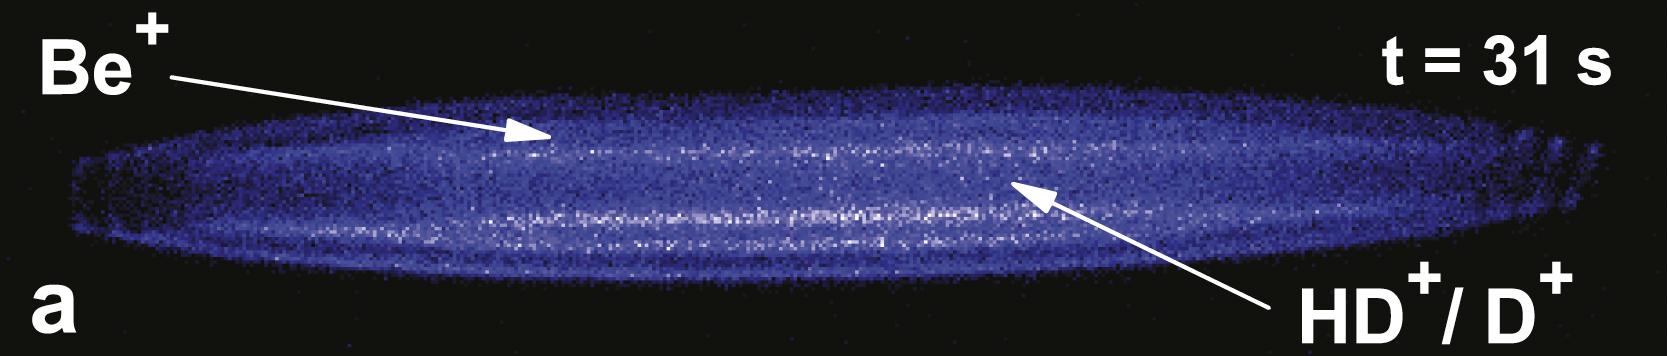 Be⁺
t = 31 s
a
HD⁺/ D⁺